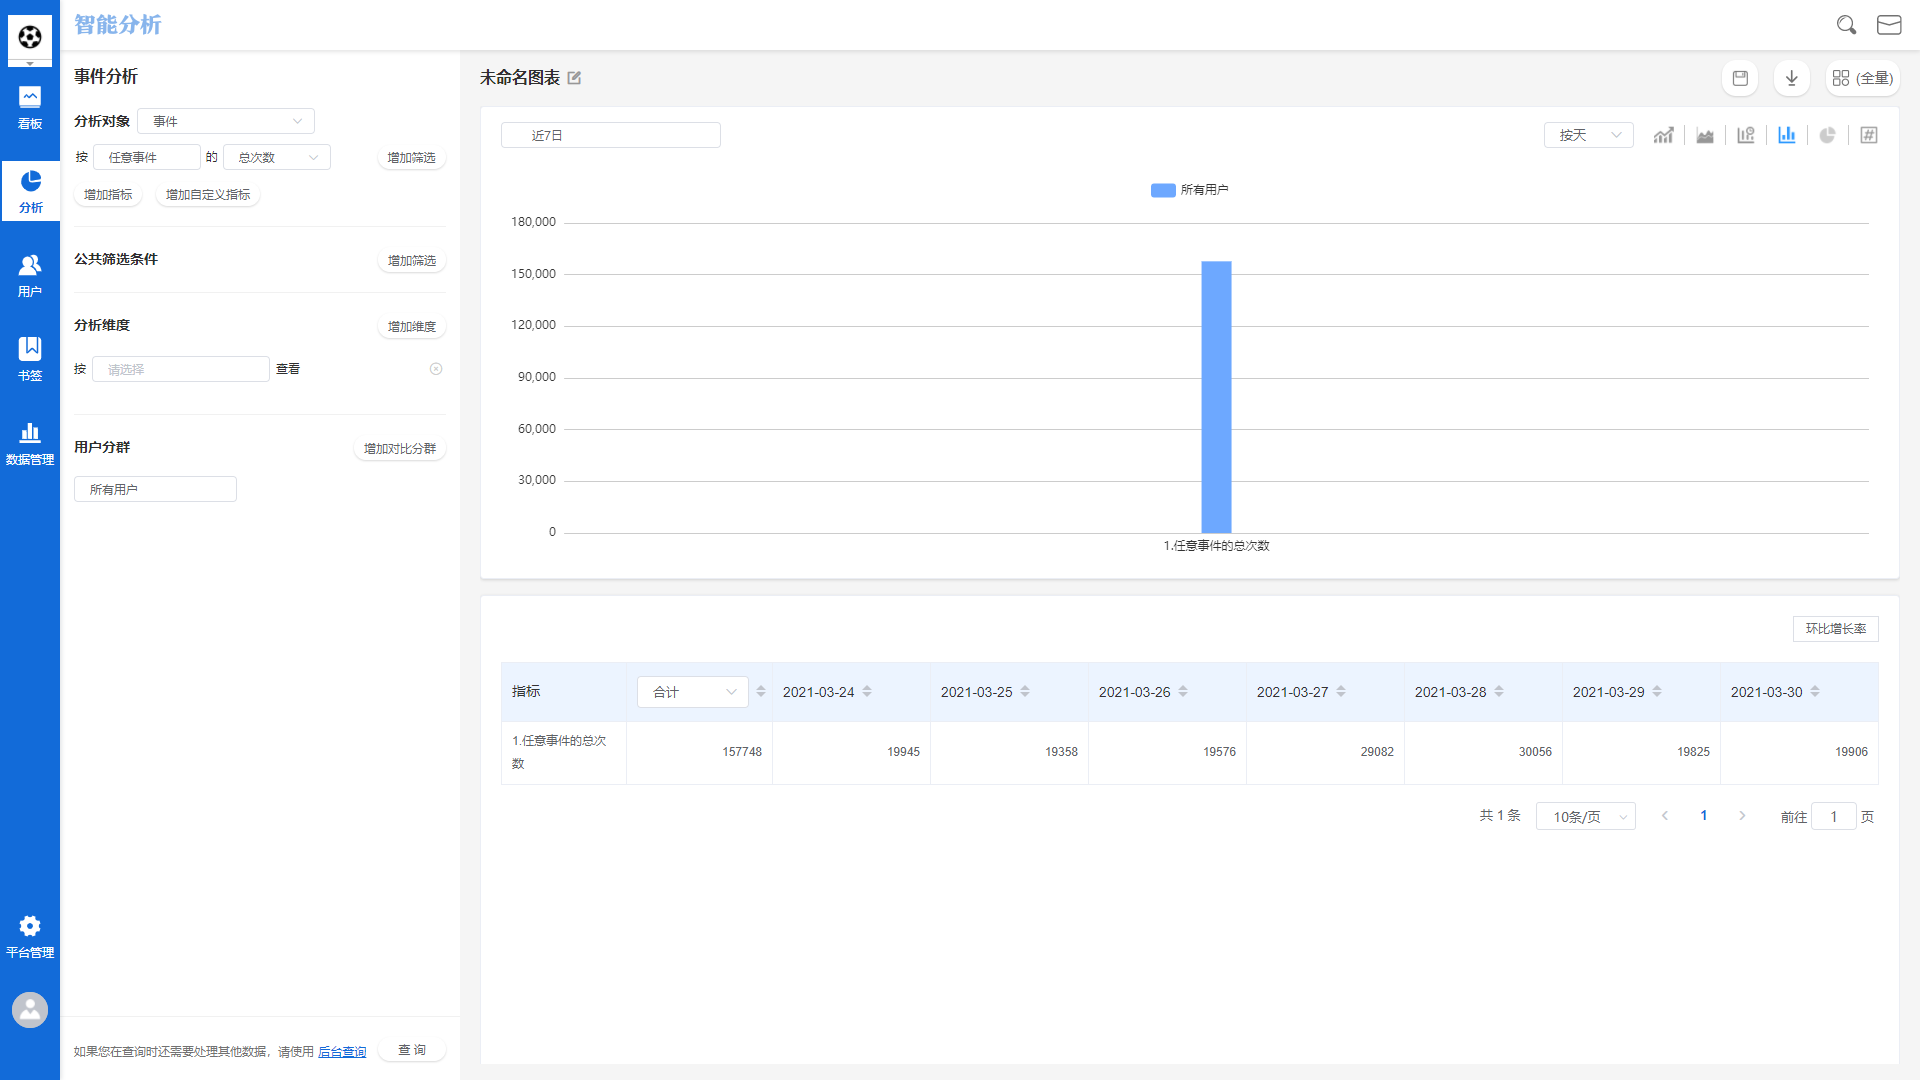 智能分析
看板
分析
用户
书签
数据管理
平台管理
事件分析
分析对象 事件
按 任意事件 的 总次数 增加筛选
增加指标 增加自定义指标
公共筛选条件 增加筛选
分析维度 增加维度
按 请选择 查看
用户分群 增加对比分群
所有用户
如果您在查询时还需要处理其他数据，请使用 后台查询 查 询
未命名图表 (全量)
近7日 按天
所有用户
180,000
150,000
120,000
90,000
60,000
30,000
0
1.任意事件的总次数
环比增长率
指标 合计 2021-03-24 2021-03-25 2021-03-26 2021-03-27 2021-03-28 2021-03-29 2021-03-30
1.任意事件的总次
数
157748 19945 19358 19576 29082 30056 19825 19906
共 1 条 10条/页 1 前往 1 页